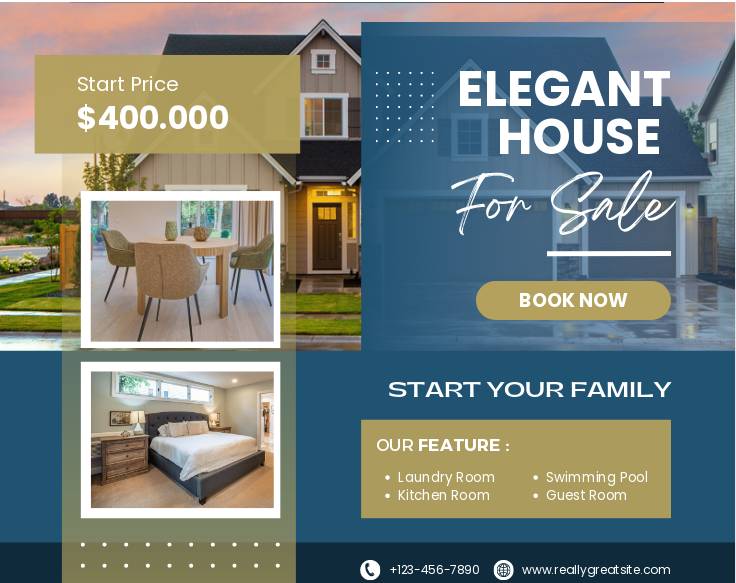 Start Price
$400.000
ELEGANT
HOUSE
For Sale
BOOK NOW
START YOUR FAMILY
OUR FEATURE :
• Laundry Room
• Kitchen Room
• Swimming Pool
• Guest Room
+123-456-7890
www.reallygreatsite.com